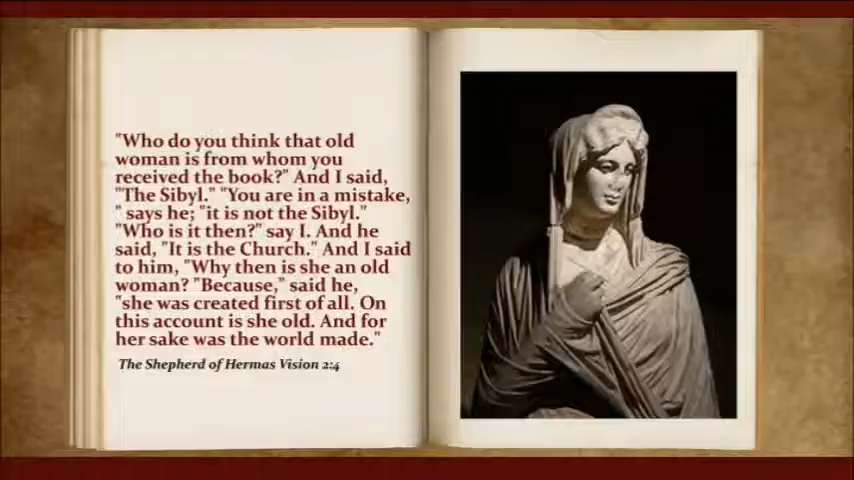 "Who do you think that old
woman is from whom you
received the book?" And I said,
"The Sibyl." "You are in a mistake,
" says he; "it is not the Sibyl."
"Who is it then?" say I. And he
said, "It is the Church." And I said
to him, "Why then is she an old
woman? "Because," said he,
"she was created first of all. On
this account is she old. And for
her sake was the world made."
The Shepherd of Hermas Vision 2:4